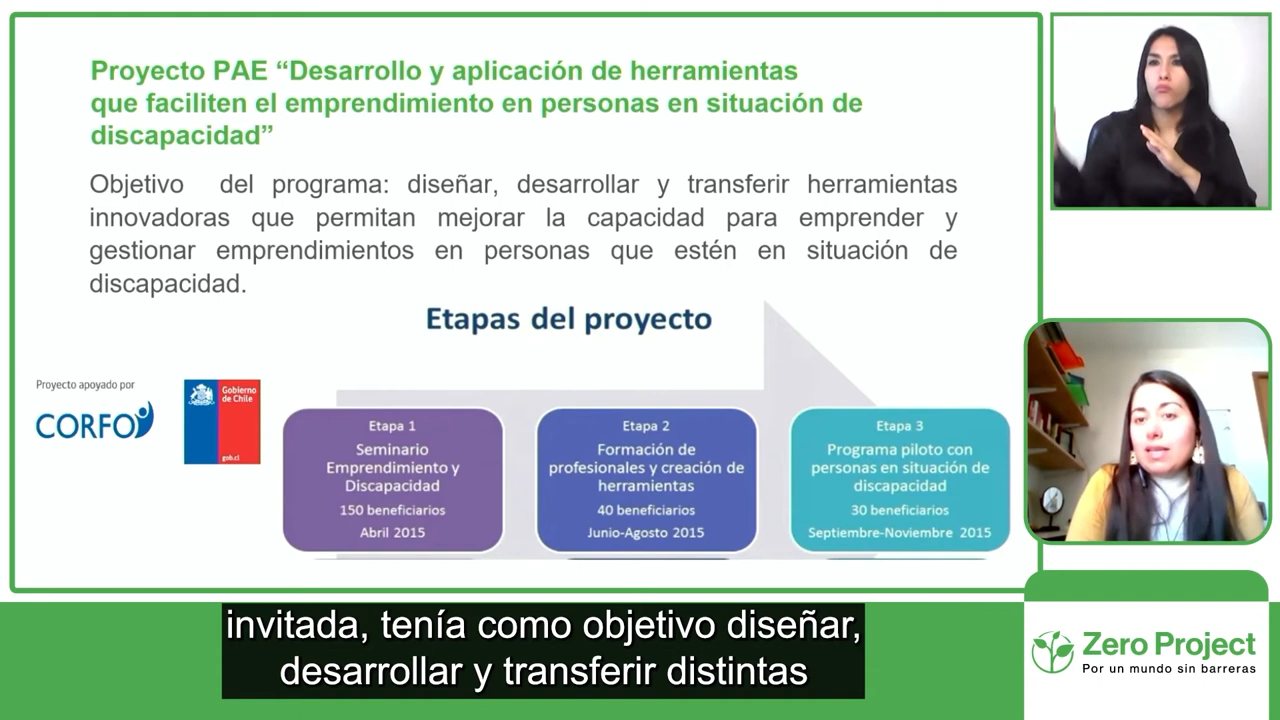 Proyecto PAE “Desarrollo y aplicación de herramientas
que faciliten el emprendimiento en personas en situación de
discapacidad”
Objetivo del programa: diseñar, desarrollar y transferir herramientas
innovadoras que permitan mejorar la capacidad para emprender y
gestionar emprendimientos en personas que estén en situación de
discapacidad.
Etapas del proyecto
Proyecto apoyado por
CORFO
Gobierno
de Chile
gob.cl
Etapa 1
Seminario
Emprendimiento y
Discapacidad
150 beneficiarios
Abril 2015
Etapa 2
Formación de
profesionales y creación de
herramientas
40 beneficiarios
Junio-Agosto 2015
Etapa 3
Programa piloto con
personas en situación de
discapacidad
30 beneficiarios
Septiembre-Noviembre 2015
invitada, tenía como objetivo diseñar,
desarrollar y transferir distintas
Zero Project
Por un mundo sin barreras